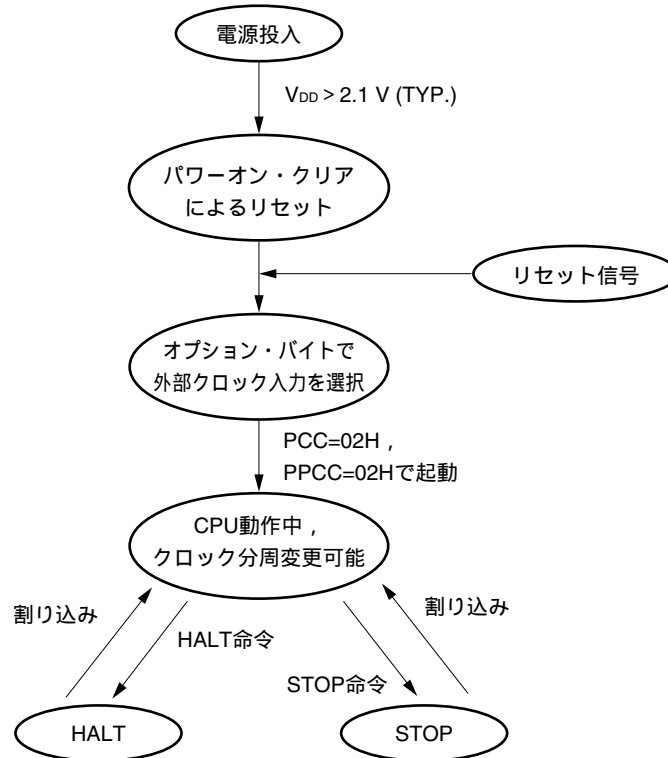 電源投入
VDD > 2.1 V (TYP.)
パワーオン・クリア
によるリセット
リセット信号
オプション・バイトで
外部クロック入力を選択
PCC=02H ,
PPCC=02Hで起動
CPU動作中 ,
クロック分周変更可能
割り込み
割り込み
HALT命令
STOP命令
HALT
STOP